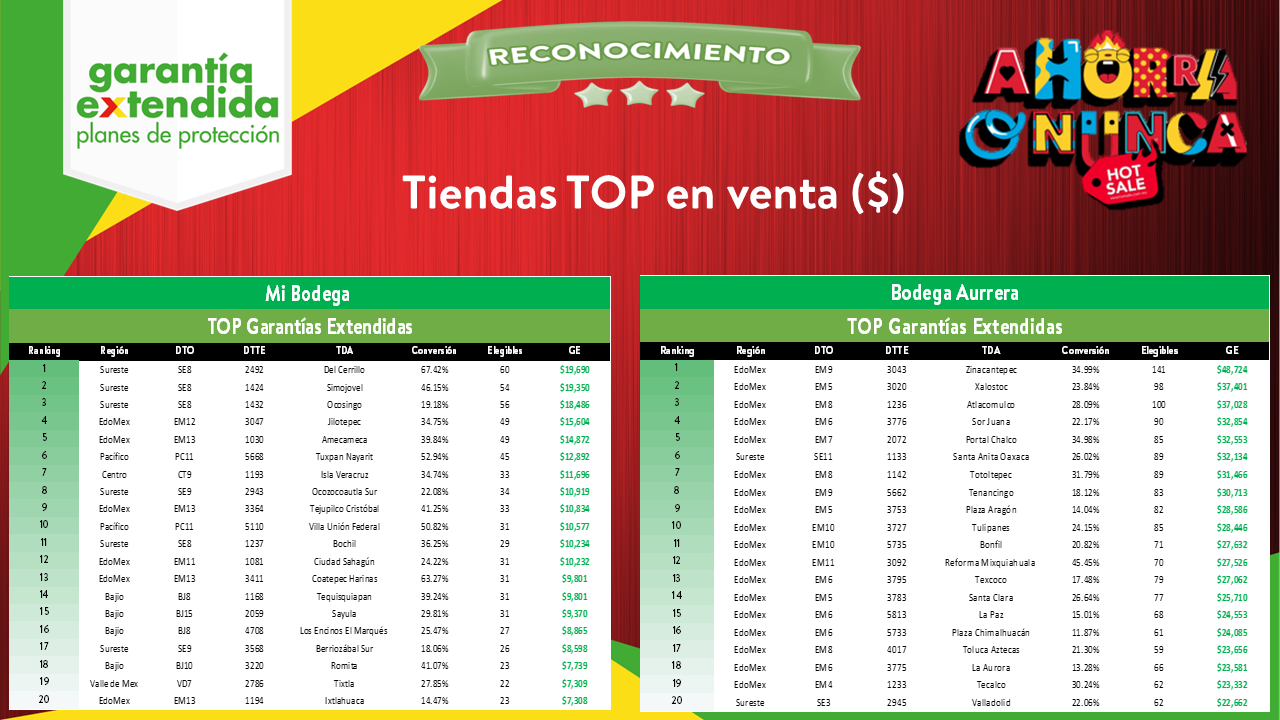 garantía
extendida
planes de protección
RECONOCIMIENTO
AHORRA
O NUNCA
HOT
SALE
Tiendas TOP en venta ($)
Mi Bodega
TOP Garantías Extendidas
Ranking Región DTO DTTE TDA Conversión Elegibles GE
1 Sureste SE8 2492 Del Cerrillo 67.42% 60 $19,690
2 Sureste SE8 1424 Simojovel 46.15% 54 $19,350
3 Sureste SE8 1432 Ocosingo 19.18% 56 $18,486
4 EdoMex EM12 3047 Jilotepec 34.75% 49 $15,604
5 EdoMex EM13 1030 Amecameca 39.84% 49 $14,872
6 Pacífico PC11 5668 Tuxpan Nayarit 52.94% 45 $12,892
7 Centro CT9 1193 Isla Veracruz 34.74% 33 $11,696
8 Sureste SE9 2943 Ocozocoautla Sur 22.08% 34 $10,919
9 EdoMex EM13 3364 Tejupilco Cristóbal 41.25% 33 $10,834
10 Pacífico PC11 5110 Villa Unión Federal 50.82% 31 $10,577
11 Sureste SE8 1237 Bochil 36.25% 29 $10,234
12 EdoMex EM11 1081 Ciudad Sahagún 24.22% 31 $10,232
13 EdoMex EM13 3411 Coatepec Harinas 63.27% 31 $9,801
14 Bajio BJ8 1168 Tequisquiapan 39.24% 31 $9,801
15 Bajio BJ15 2059 Sayula 29.81% 31 $9,370
16 Bajio BJ8 4708 Los Encinos El Marqués 25.47% 27 $8,865
17 Sureste SE9 3568 Berriozábal Sur 18.06% 26 $8,598
18 Bajio BJ10 3220 Romita 41.07% 23 $7,739
19 Valle de Mex VD7 2786 Tixtla 27.85% 22 $7,309
20 EdoMex EM13 1194 Ixtlahuaca 14.47% 23 $7,308
Bodega Aurrera
TOP Garantías Extendidas
Ranking Región DTO DTTE TDA Conversión Elegibles GE
1 EdoMex EM9 3043 Zinacantepec 34.99% 141 $48,724
2 EdoMex EM5 3020 Xalostoc 23.84% 98 $37,401
3 EdoMex EM8 1236 Atlacomulco 28.09% 100 $37,028
4 EdoMex EM6 3776 Sor Juana 22.17% 90 $32,854
5 EdoMex EM7 2072 Portal Chalco 34.98% 85 $32,553
6 Sureste SE11 1133 Santa Anita Oaxaca 26.02% 89 $32,134
7 EdoMex EM8 1142 Totoltepec 31.79% 89 $31,466
8 EdoMex EM9 5662 Tenancingo 18.12% 83 $30,713
9 EdoMex EM5 3753 Plaza Aragón 14.04% 82 $28,586
10 EdoMex EM10 3727 Tulipanes 24.15% 85 $28,446
11 EdoMex EM10 5735 Bonfil 20.82% 71 $27,632
12 EdoMex EM11 3092 Reforma Mixquiahuala 45.45% 70 $27,526
13 EdoMex EM6 3795 Texcoco 17.48% 79 $27,062
14 EdoMex EM5 3783 Santa Clara 26.64% 77 $25,710
15 EdoMex EM6 5813 La Paz 15.01% 68 $24,553
16 EdoMex EM6 5733 Plaza Chimalhuacán 11.87% 61 $24,085
17 EdoMex EM8 4017 Toluca Aztecas 21.30% 59 $23,656
18 EdoMex EM6 3775 La Aurora 13.28% 66 $23,581
19 EdoMex EM4 1233 Tecalco 30.24% 62 $23,332
20 Sureste SE3 2945 Valladolid 22.06% 62 $22,662